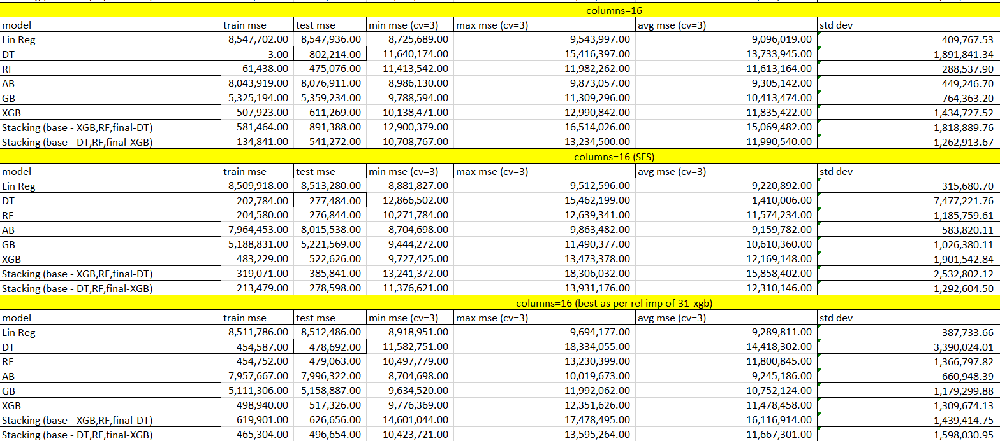 columns=16
model train mse test mse min mse (cv=3) max mse (cv=3) avg mse (cv=3) std dev
Lin Reg 8,547,702.00 8,547,936.00 8,725,689.00 9,543,997.00 9,096,019.00 409,767.53
DT 3.00 802,214.00 11,640,174.00 15,416,397.00 13,733,945.00 1,891,841.34
RF 61,438.00 475,076.00 11,413,542.00 11,982,262.00 11,613,164.00 288,537.90
AB 8,043,919.00 8,076,911.00 8,986,130.00 9,873,057.00 9,305,142.00 449,246.70
GB 5,325,194.00 5,359,234.00 9,788,594.00 11,309,296.00 10,413,474.00 764,363.20
XGB 507,923.00 611,269.00 10,138,471.00 12,990,842.00 11,835,422.00 1,434,727.52
Stacking (base - XGB,RF,final-DT) 581,464.00 891,388.00 12,900,379.00 16,514,026.00 15,069,482.00 1,818,889.76
Stacking (base - DT,RF,final-XGB) 134,841.00 541,272.00 10,708,767.00 13,234,500.00 11,990,540.00 1,262,913.67
columns=16 (SFS)
model train mse test mse min mse (cv=3) max mse (cv=3) avg mse (cv=3) std dev
Lin Reg 8,509,918.00 8,513,280.00 8,881,827.00 9,512,596.00 9,220,892.00 315,680.70
DT 202,784.00 277,484.00 12,866,502.00 15,462,199.00 1,410,006.00 7,477,221.76
RF 204,580.00 276,844.00 10,271,784.00 12,639,341.00 11,574,234.00 1,185,759.61
AB 7,964,453.00 8,015,538.00 8,704,698.00 9,863,482.00 9,159,782.00 583,820.11
GB 5,188,831.00 5,221,569.00 9,444,272.00 11,490,377.00 10,610,360.00 1,026,380.11
XGB 483,229.00 522,626.00 9,727,425.00 13,473,378.00 12,169,148.00 1,901,542.84
Stacking (base - XGB,RF,final-DT) 319,071.00 385,841.00 13,241,372.00 18,306,032.00 15,858,402.00 2,532,802.12
Stacking (base - DT,RF,final-XGB) 213,479.00 278,598.00 11,376,621.00 13,931,176.00 12,310,146.00 1,292,604.50
columns=16 (best as per rel imp of 31-xgb)
model train mse test mse min mse (cv=3) max mse (cv=3) avg mse (cv=3) std dev
Lin Reg 8,511,786.00 8,512,486.00 8,918,951.00 9,694,177.00 9,289,811.00 387,733.66
DT 454,587.00 478,692.00 11,582,751.00 18,334,055.00 14,418,302.00 3,390,024.01
RF 454,752.00 479,063.00 10,497,779.00 13,230,399.00 11,800,845.00 1,366,797.82
AB 7,957,667.00 7,996,322.00 8,704,698.00 10,019,673.00 9,245,186.00 660,948.39
GB 5,111,306.00 5,158,887.00 9,634,520.00 11,992,062.00 10,752,124.00 1,179,299.88
XGB 498,940.00 517,326.00 9,776,369.00 12,351,626.00 11,478,458.00 1,309,674.13
Stacking (base - XGB,RF,final-DT) 619,901.00 626,656.00 14,601,044.00 17,478,495.00 16,116,914.00 1,439,414.75
Stacking (base - DT,RF,final-XGB) 465,304.00 496,654.00 10,423,721.00 13,595,264.00 11,667,301.00 1,598,030.95